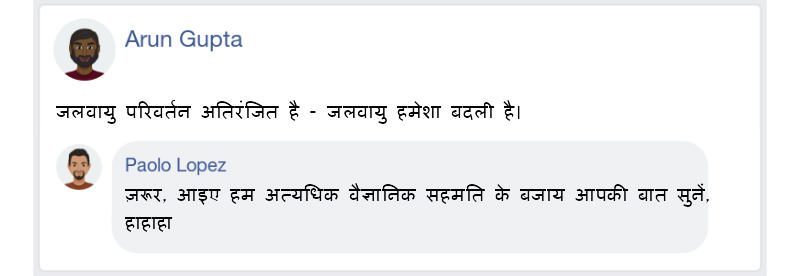 Arun Gupta
जलवायु परिवर्तन अतिरंजित है - जलवायु हमेशा बदली है।
Paolo Lopez
ज़रूर, आइए हम अत्यधिक वैज्ञानिक सहमति के बजाय आपकी बात सुनें,
हाहाहा